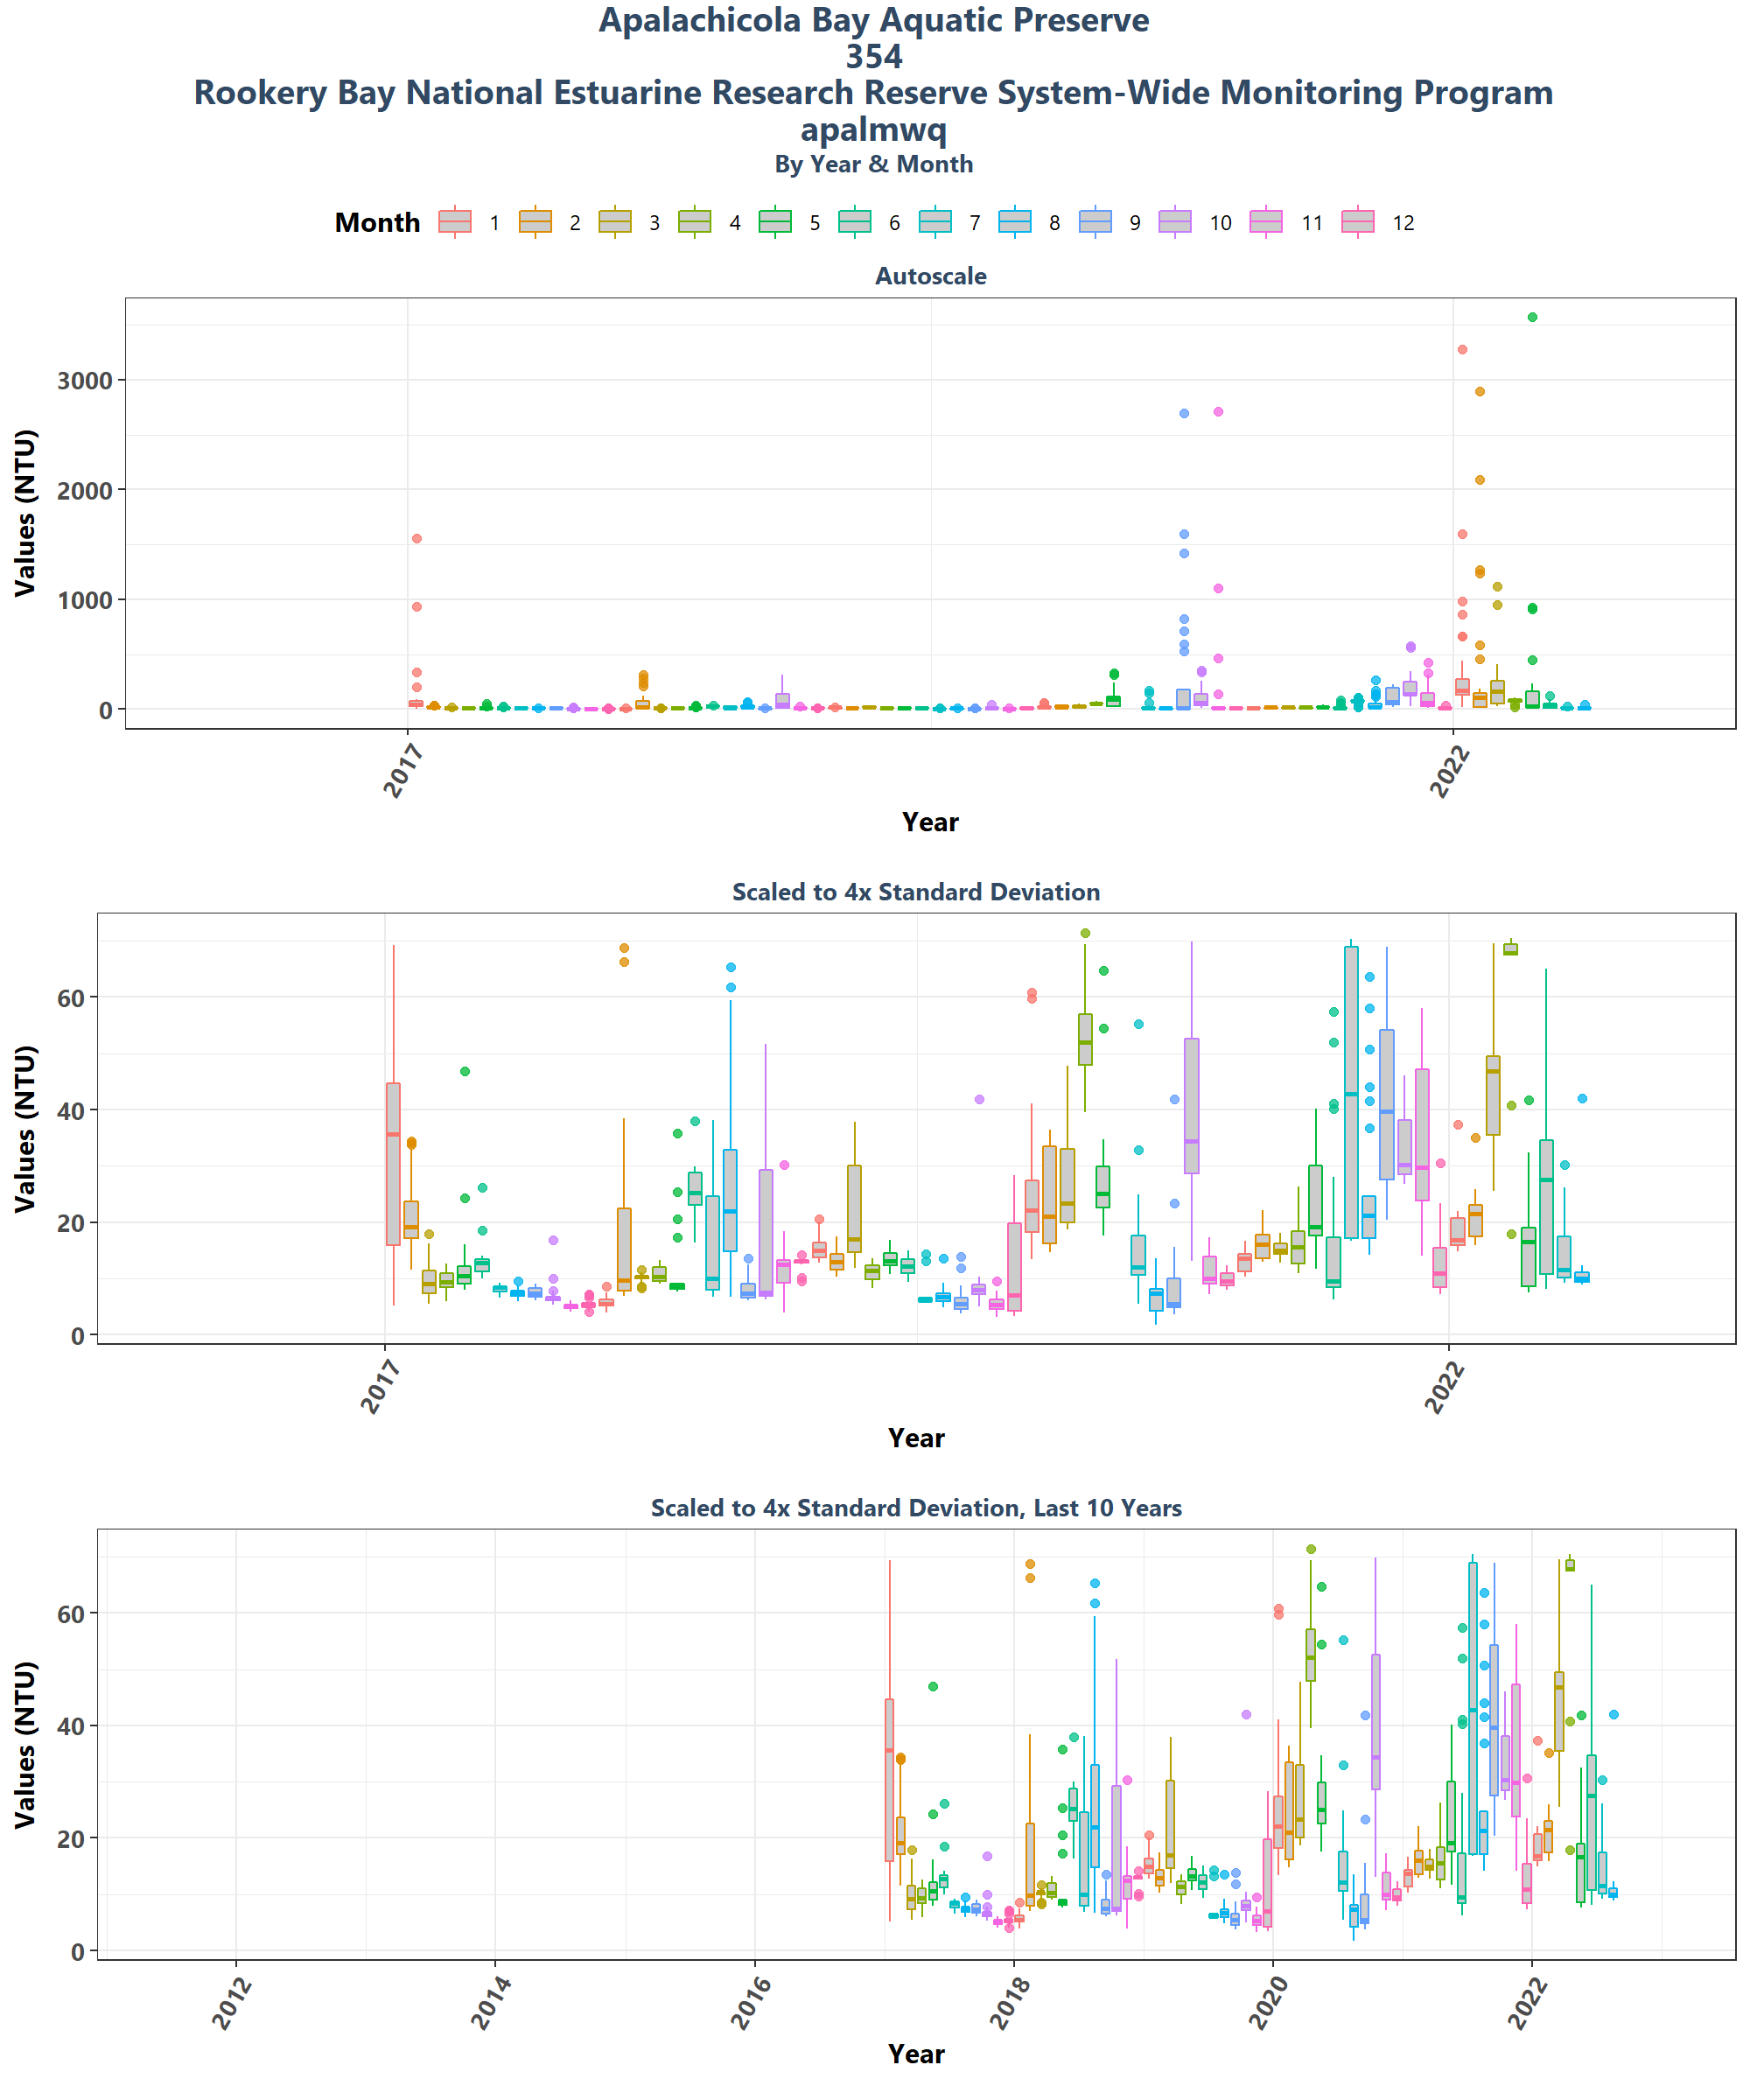 Apalachicola Bay Aquatic Preserve
354
Rookery Bay National Estuarine Research Reserve System-Wide Monitoring Program
apalmwq
By Year & Month
Month 1 2 3 4 5 6 7 8 9 10 11 12
Autoscale
Values (NTU)
3000
2000
1000
0
2017 2022
Year
Scaled to 4x Standard Deviation
Values (NTU)
60
40
20
0
2017 2022
Year
Scaled to 4x Standard Deviation, Last 10 Years
Values (NTU)
60
40
20
0
2012 2014 2016 2018 2020 2022
Year